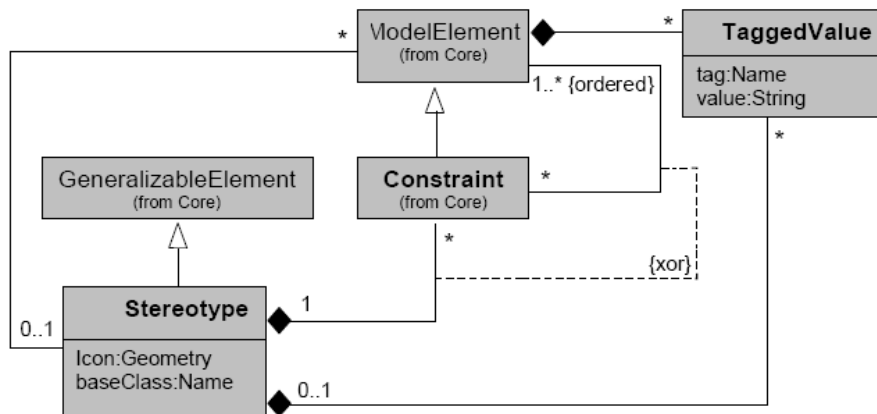 ModelElement
(from Core)
*
*
TaggedValue
tag:Name
value:String
1..* {ordered}
*
GeneralizableElement
(from Core)
Constraint
(from Core)
*
*
{xor}
Stereotype
1
0..1
Icon:Geometry
baseClass:Name
0..1